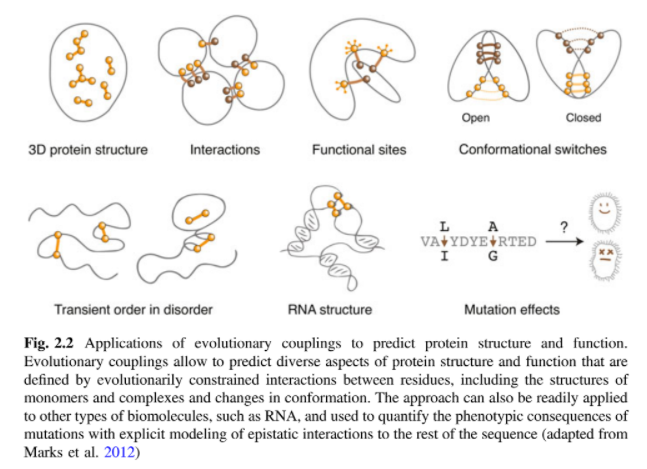 Open
Closed
3D protein structure
Interactions
Functional sites
Conformational switches
L A ?
VA YDYE RTED
I G
Transient order in disorder
RNA structure
Mutation effects
Fig. 2.2 Applications of evolutionary couplings to predict protein structure and function.
Evolutionary couplings allow to predict diverse aspects of protein structure and function that are
defined by evolutionarily constrained interactions between residues, including the structures of
monomers and complexes and changes in conformation. The approach can also be readily applied
to other types of biomolecules, such as RNA, and used to quantify the phenotypic consequences of
mutations with explicit modeling of epistatic interactions to the rest of the sequence (adapted from
Marks et al. 2012)